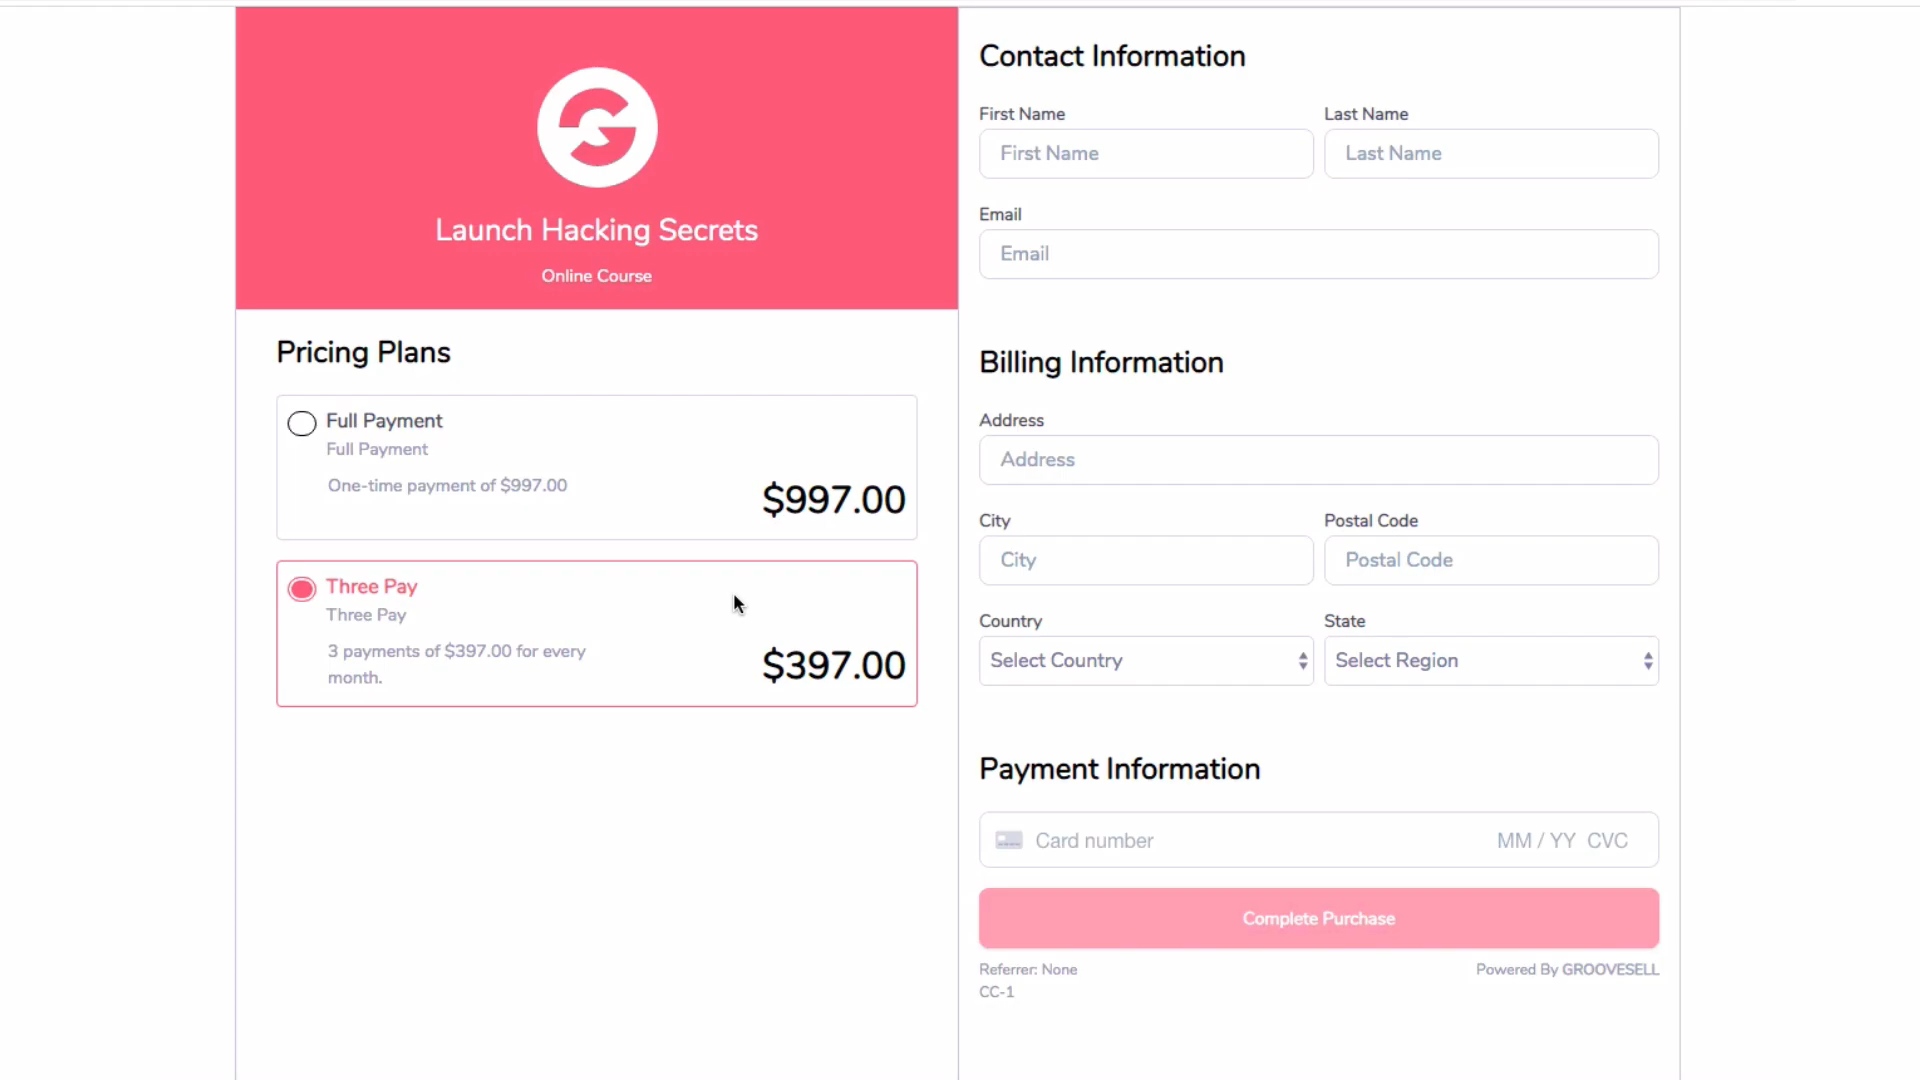 Launch Hacking Secrets
Online Course
Pricing Plans
Full Payment
Full Payment
One-time payment of $997.00
$997.00
Three Pay
Three Pay
3 payments of $397.00 for every
month.
$397.00
Contact Information
First Name Last Name
First Name Last Name
Email
Email
Billing Information
Address
Address
City Postal Code
City Postal Code
Country State
Select Country Select Region
Payment Information
Card number MM / YY CVC
Complete Purchase
Referrer: None Powered By GROOVESELL
CC-1